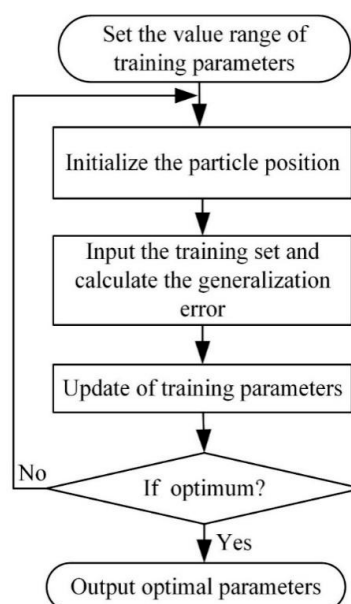 Set the value range of
training parameters
Initialize the particle position
Input the training set and
calculate the generalization
error
Update of training parameters
No
If optimum?
Yes
Output optimal parameters